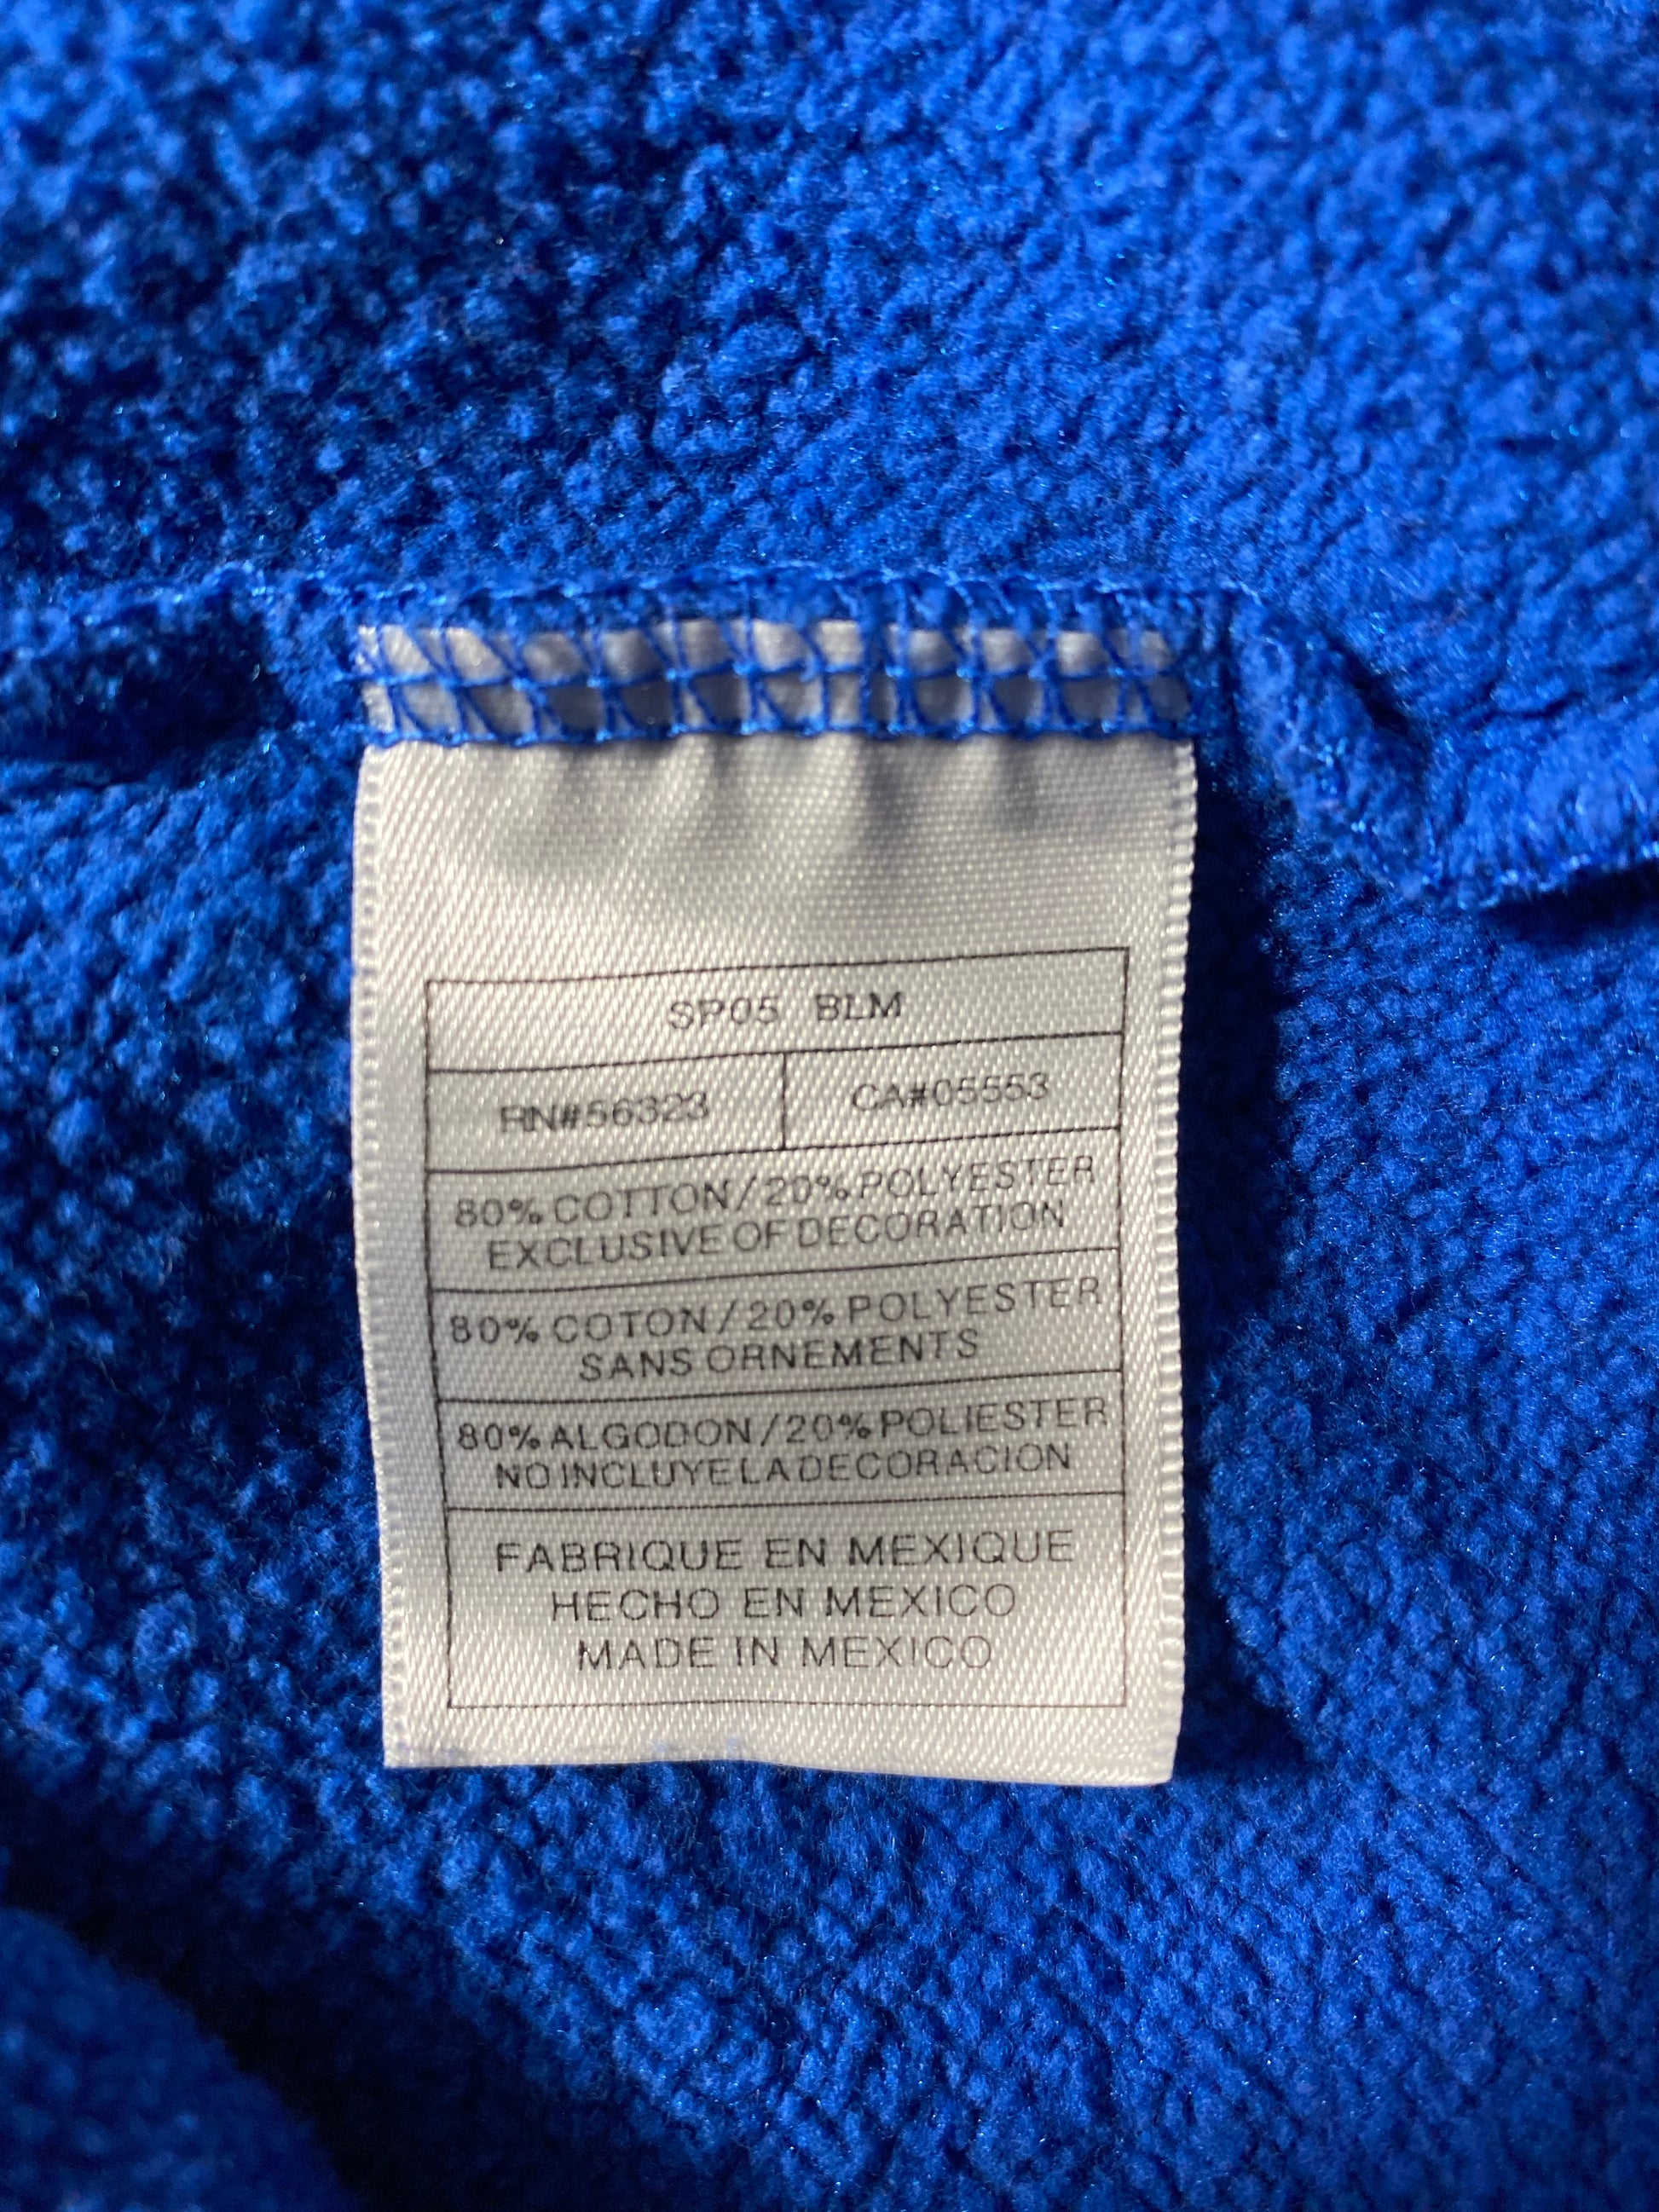 SP05 BLM
RN#56323 CA#05553
80% COTTON/20% POLYESTER
EXCLUSIVE OF DECORATION
80% COTON/20% POLYESTER
SANS ORNEMENTS
80% ALGODON/20% POLIESTER
NO INCLUYE LA DECORACION
FABRIQUE EN MEXIQUE
HECHO EN MEXICO
MADE IN MEXICO